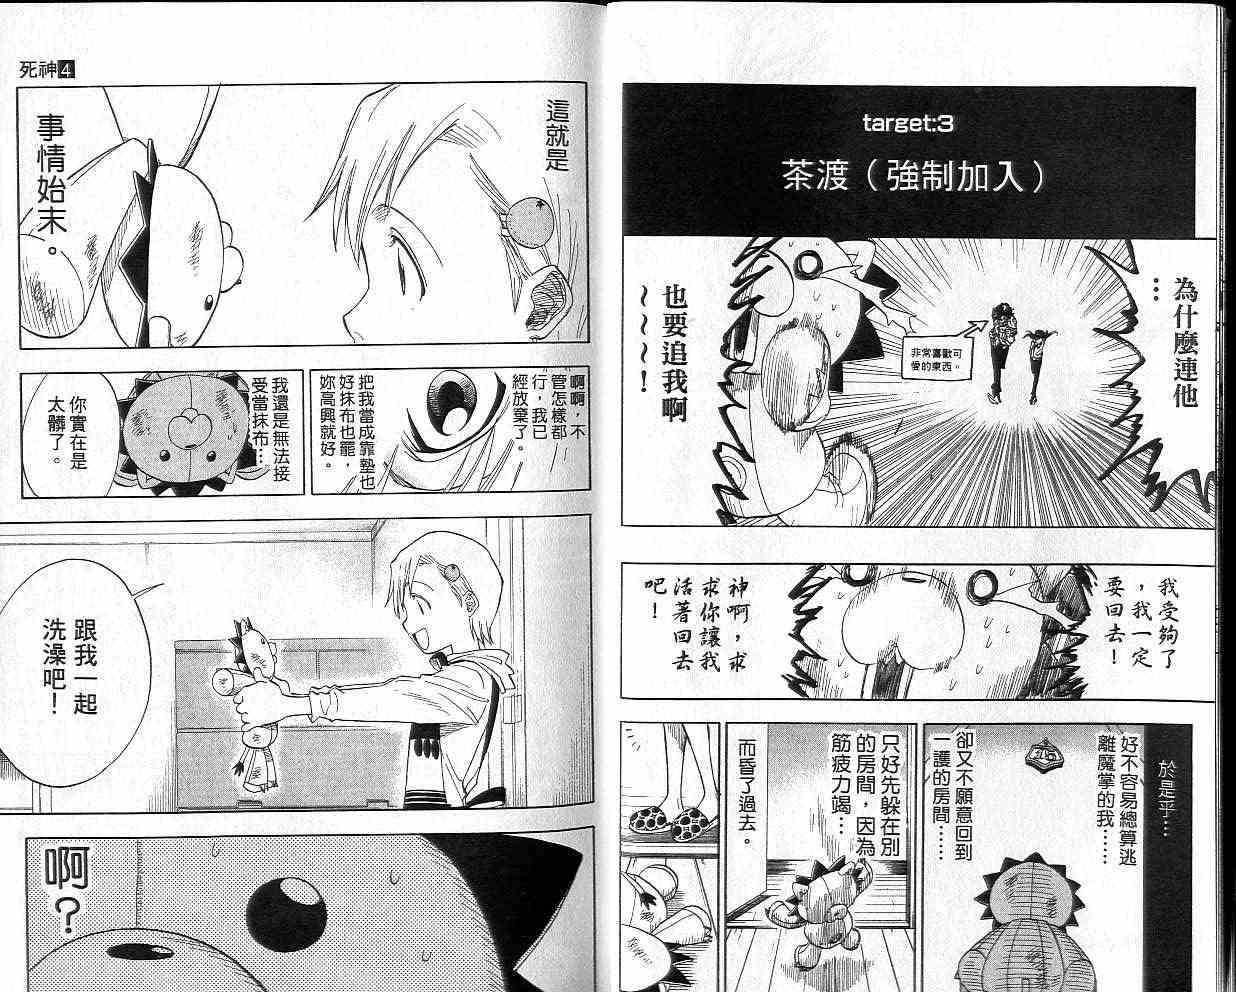 target:3
茶渡（強制加入）
為什麼連他
…
也要追我啊
～～～！
非常喜歡可
愛的東西。
我受夠了
，我一定
要回去！
神啊，求
求你讓我
活著回去
吧！
於是乎…
好不容易總算逃
離魔掌的我……
卻又不願意回到
一護的房間……
只好先躲在別
的房間，因為
筋疲力竭…
而昏了過去。
死神4
這就是
事情始末。
啊啊，不
管怎樣都
行，我已
經放棄了。
把我當成靠墊也
好抹布也罷，
妳高興就好。
我還是無法接
受當抹布…
你實在是
太髒了。
跟我一起
洗澡吧！
啊？